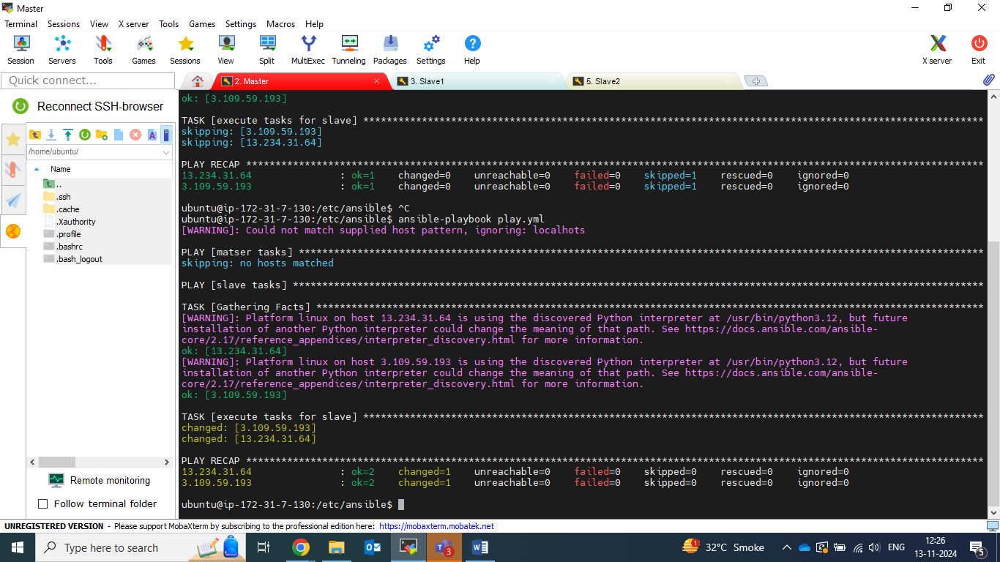 Master
Terminal Sessions View X server Tools Games Settings Macros Help
Session Servers Tools Games Sessions View Split MultiExec Tunneling Packages Settings Help X server Exit
Quick connect...
2. Master
3. Slave1
5. Slave2
Reconnect SSH-browser
/home/ubuntu/
Name
..
.ssh
.cache
.Xauthority
.profile
.bashrc
.bash_logout
Remote monitoring
Follow terminal folder
ok: [3.109.59.193]
TASK [execute tasks for slave] **********************************************************************************************************
skipping: [3.109.59.193]
skipping: [13.234.31.64]
PLAY RECAP ******************************************************************************************************************************
13.234.31.64 : ok=1 changed=0 unreachable=0 failed=0 skipped=1 rescued=0 ignored=0
3.109.59.193 : ok=1 changed=0 unreachable=0 failed=0 skipped=1 rescued=0 ignored=0
ubuntu@ip-172-31-7-130:/etc/ansible$ ^C
ubuntu@ip-172-31-7-130:/etc/ansible$ ansible-playbook play.yml
[WARNING]: Could not match supplied host pattern, ignoring: localhots
PLAY [matser tasks] *********************************************************************************************************************
skipping: no hosts matched
PLAY [slave tasks] **********************************************************************************************************************
TASK [Gathering Facts] ******************************************************************************************************************
[WARNING]: Platform linux on host 13.234.31.64 is using the discovered Python interpreter at /usr/bin/python3.12, but future
installation of another Python interpreter could change the meaning of that path. See https://docs.ansible.com/ansible-
core/2.17/reference_appendices/interpreter_discovery.html for more information.
ok: [13.234.31.64]
[WARNING]: Platform linux on host 3.109.59.193 is using the discovered Python interpreter at /usr/bin/python3.12, but future
installation of another Python interpreter could change the meaning of that path. See https://docs.ansible.com/ansible-
core/2.17/reference_appendices/interpreter_discovery.html for more information.
ok: [3.109.59.193]
TASK [execute tasks for slave] **********************************************************************************************************
changed: [3.109.59.193]
changed: [13.234.31.64]
PLAY RECAP ******************************************************************************************************************************
13.234.31.64 : ok=2 changed=1 unreachable=0 failed=0 skipped=0 rescued=0 ignored=0
3.109.59.193 : ok=2 changed=1 unreachable=0 failed=0 skipped=0 rescued=0 ignored=0
ubuntu@ip-172-31-7-130:/etc/ansible$
UNREGISTERED VERSION - Please support MobaXterm by subscribing to the professional edition here: https://mobaxterm.mobatek.net
Type here to search
3
1
32°C Smoke
ENG
12:26
13-11-2024
5